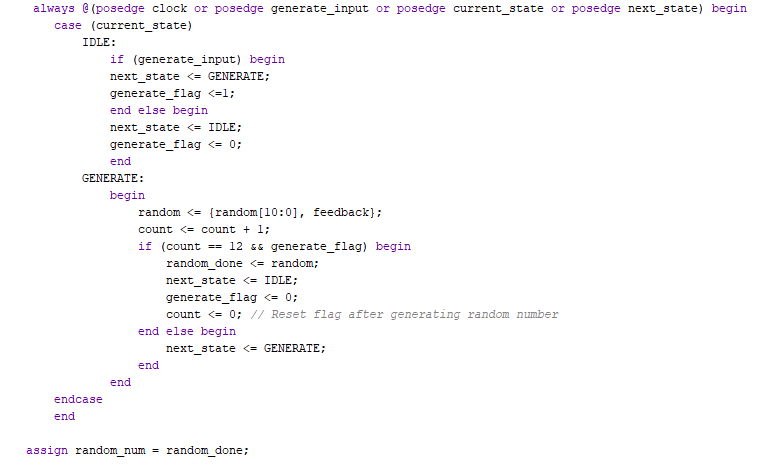 always @(posedge clock or posedge generate_input or posedge current_state or posedge next_state) begin
case (current_state)
IDLE:
if (generate_input) begin
next_state <= GENERATE;
generate_flag <=1;
end else begin
next_state <= IDLE;
generate_flag <= 0;
end
GENERATE:
begin
random <= {random[10:0], feedback};
count <= count + 1;
if (count == 12 && generate_flag) begin
random_done <= random;
next_state <= IDLE;
generate_flag <= 0;
count <= 0; // Reset flag after generating random number
end else begin
next_state <= GENERATE;
end
end
endcase
end
assign random_num = random_done;